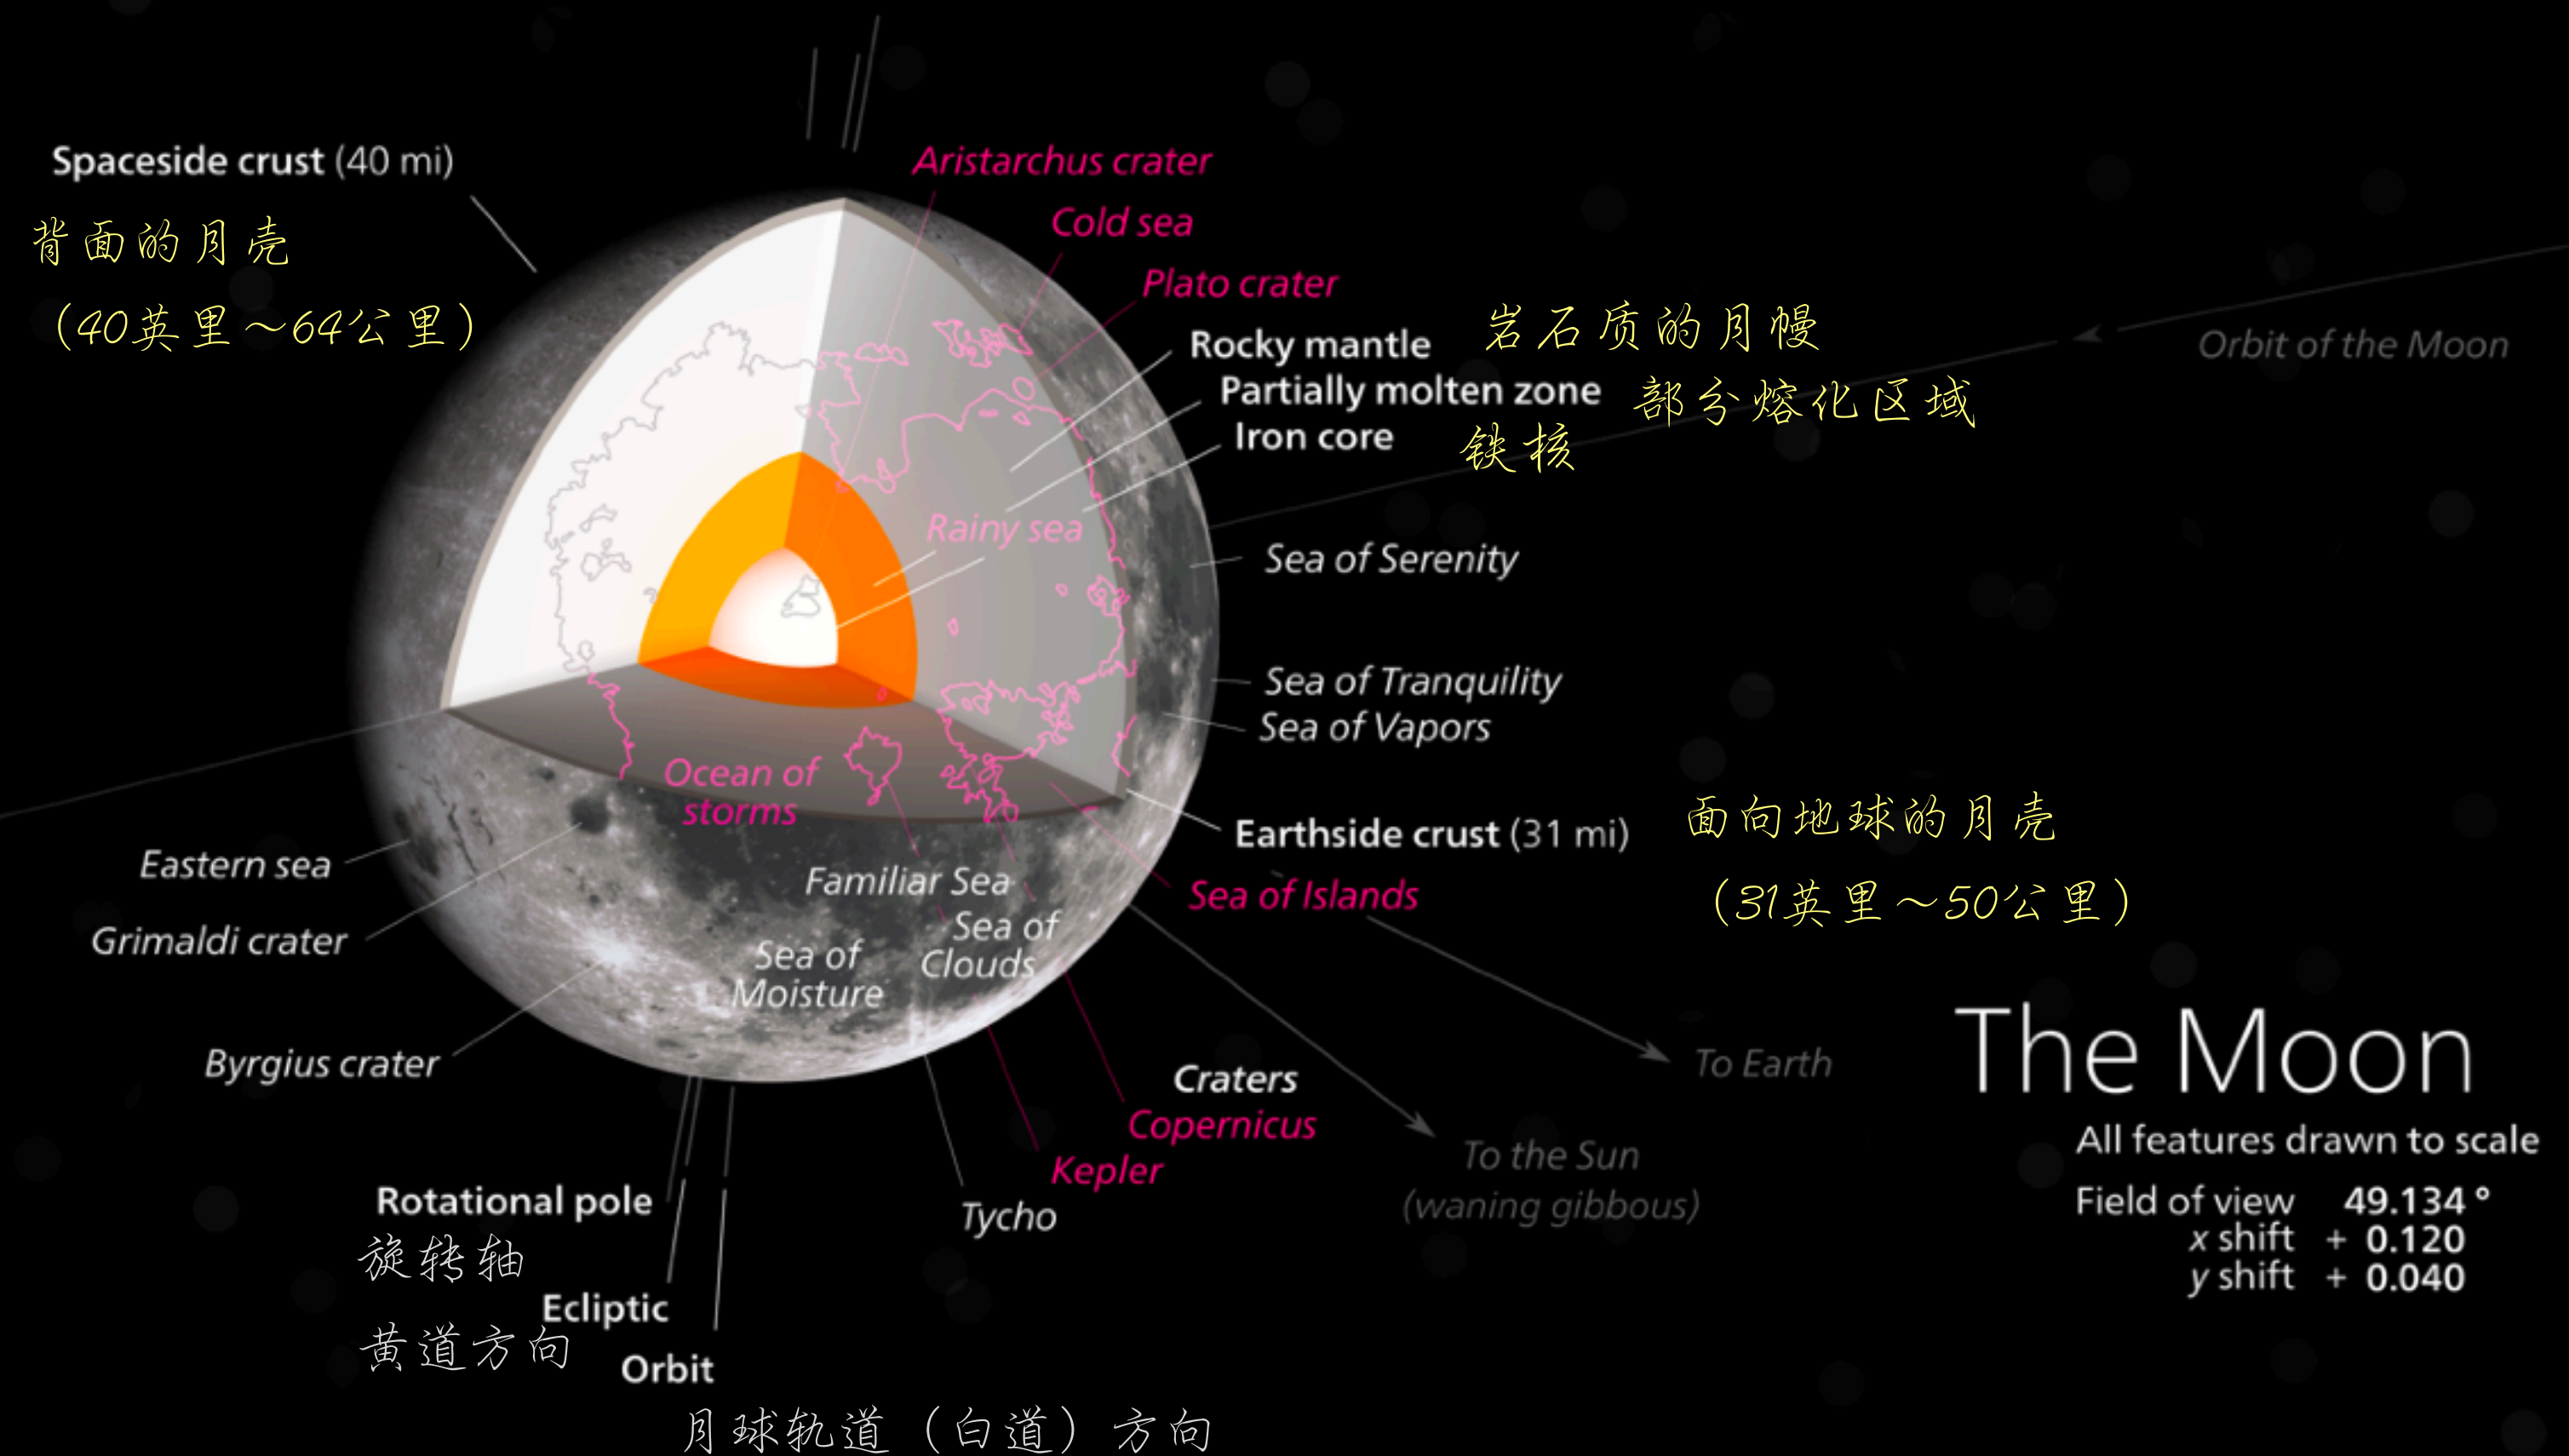 Spaceside crust (40 mi)
背面的月壳
（40英里～64公里）
Aristarchus crater
Cold sea
Plato crater
Rocky mantle
岩石质的月幔
Partially molten zone
部分熔化区域
Iron core
铁核
Orbit of the Moon
Rainy sea
Sea of Serenity
Sea of Tranquility
Sea of Vapors
Ocean of
storms
Earthside crust (31 mi)
面向地球的月壳
（31英里～50公里）
Sea of Islands
Eastern sea
Grimaldi crater
Byrgius crater
Familiar Sea
Sea of
Clouds
Sea of
Moisture
To Earth
To the Sun
(waning gibbous)
Craters
Copernicus
Kepler
Tycho
Rotational pole
旋转轴
Ecliptic
黄道方向
Orbit
月球轨道（白道）方向
The Moon
All features drawn to scale
Field of view 49.134 °
x shift + 0.120
y shift + 0.040